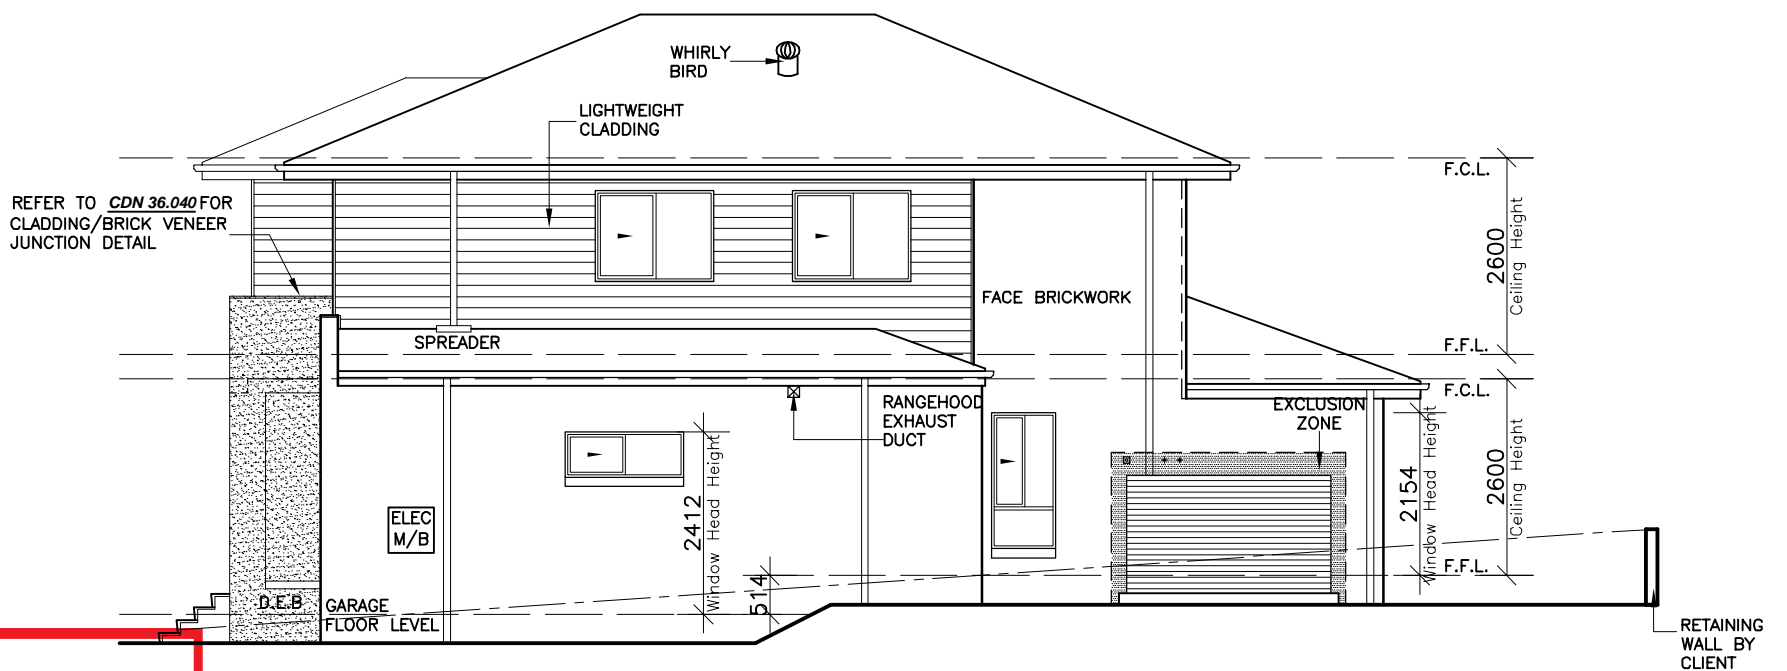 WHIRLY
BIRD
LIGHTWEIGHT
CLADDING
F.C.L.
REFER TO CDN 36.040 FOR
CLADDING/BRICK VENEER
JUNCTION DETAIL
2600
Ceiling Height
FACE BRICKWORK
SPREADER
F.F.L.
F.C.L.
RANGEHOOD
EXHAUST
DUCT
EXCLUSION
ZONE
2412
Window Head Height
2154
Window Head Height
2600
Ceiling Height
ELEC
M/B
514
F.F.L.
D.E.B
GARAGE
FLOOR LEVEL
RETAINING
WALL BY
CLIENT